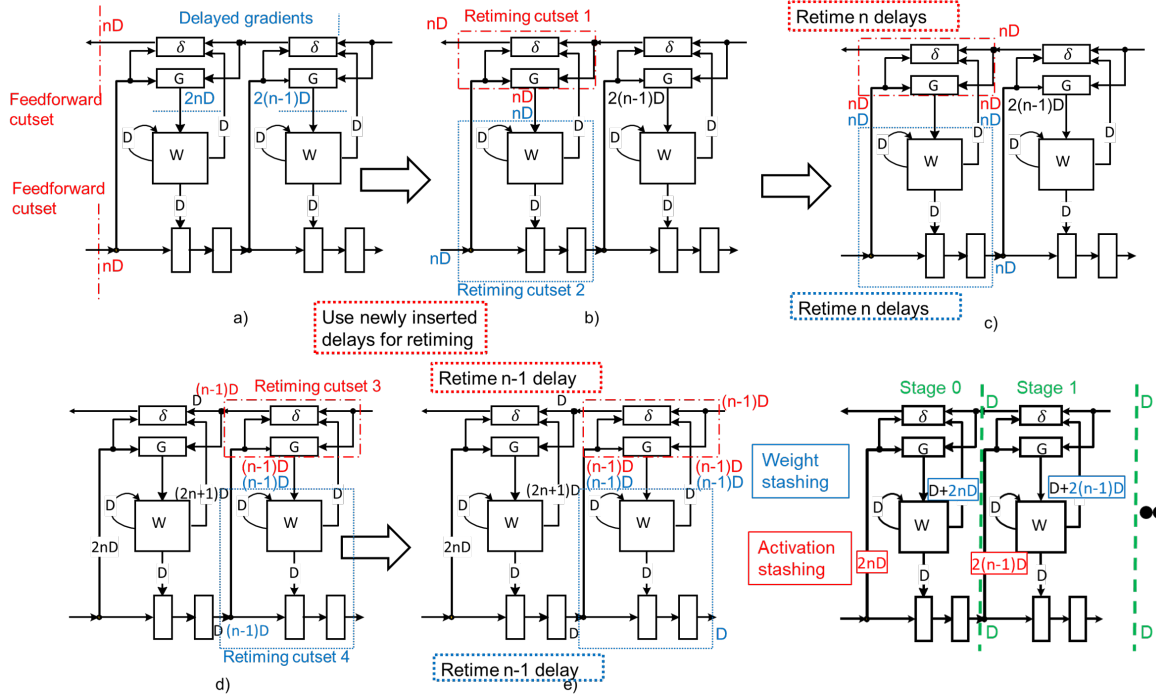 nD
Delayed gradients
δ
δ
G
G
2nD
2(n-1)D
Feedforward
cutset
D
D
D
D
W
W
Feedforward
cutset
D
D
nD
a)
nD
Retiming cutset 1
δ
δ
G
G
nD
nD
2(n-1)D
D
D
D
D
W
W
D
D
nD
Retiming cutset 2
b)
Use newly inserted
delays for retiming
Retime n delays
nD
δ
δ
G
G
nD
nD
nD
nD
2(n-1)D
D
D
D
D
W
W
D
D
nD
Retime n delays
c)
(n-1)D
D
Retiming cutset 3
δ
δ
G
G
(n-1)D
(n-1)D
(2n+1)D
D
D
D
W
W
2nD
D
D
D
(n-1)D
Retiming cutset 4
d)
Retime n-1 delay
D
(n-1)D
δ
δ
G
G
(n-1)D
(n-1)D
(n-1)D
(n-1)D
(2n+1)D
D
D
D
W
W
2nD
D
D
D
D
Retime n-1 delay
e)
Stage 0
Stage 1
D
D
δ
δ
G
G
Weight
stashing
D+2nD
D+2(n-1)D
D
D
W
W
Activation
stashing
2nD
D
2(n-1)D
D
D
D